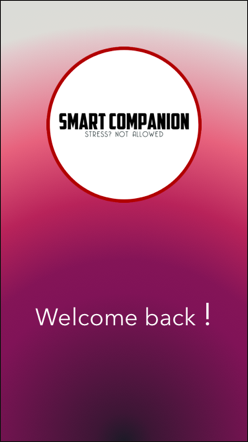 SMART COMPANION
STRESS? NOT ALLOWED
Welcome back !